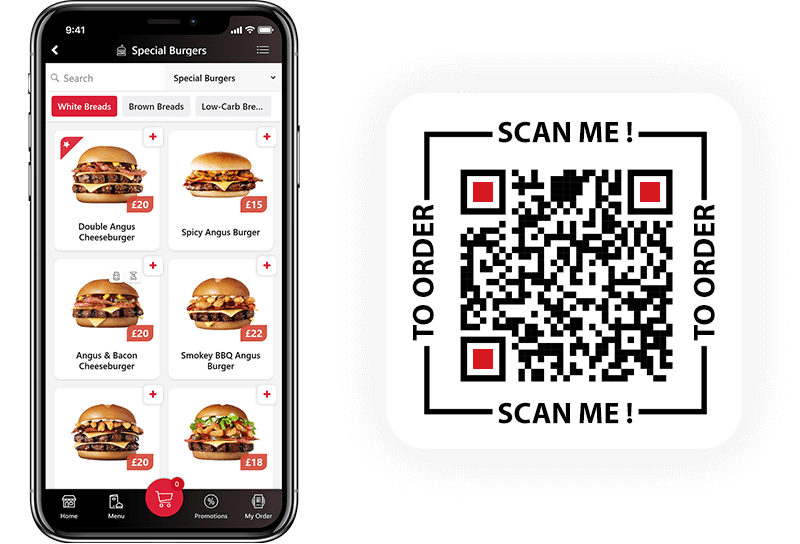 9:41
Special Burgers
Search
Special Burgers
White Breads
Brown Breads
Low-Carb Bre...
£20
£15
Double Angus
Cheeseburger
Spicy Angus Burger
£20
£22
Angus & Bacon
Cheeseburger
Smokey BBQ Angus
Burger
£20
£18
0
Home
Menu
Promotions
My Order
SCAN ME !
TO ORDER
TO ORDER
SCAN ME !